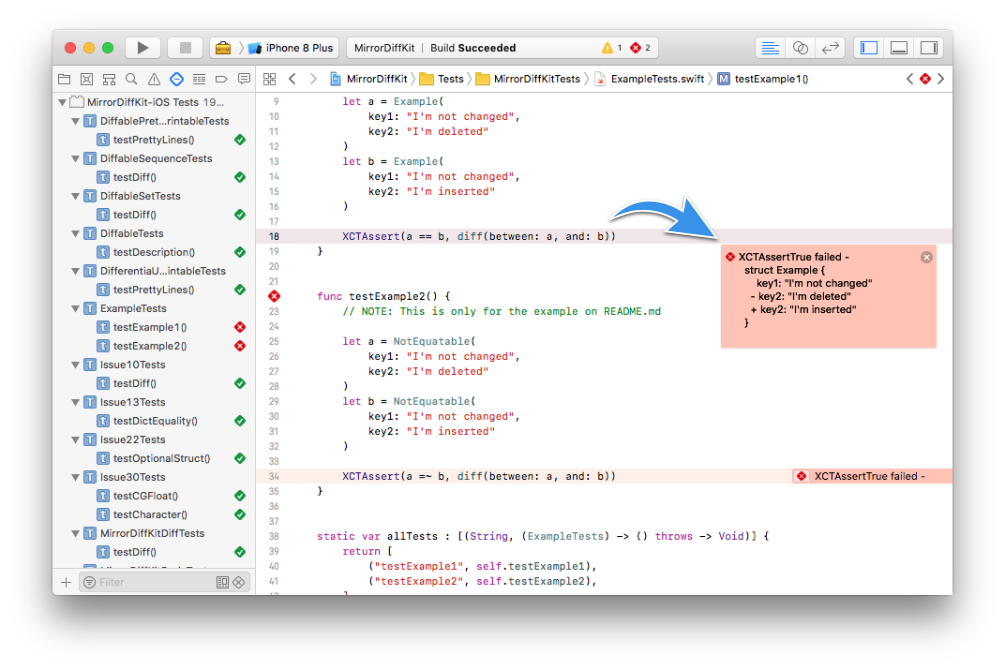 iPhone 8 Plus
MirrorDiffKit | Build Succeeded
1
2
MirrorDiffKit
Tests
MirrorDiffKitTests
ExampleTests.swift
M
testExample1()
MirrorDiffKit-iOS Tests 19...
T DiffablePret...rintableTests
t testPrettyLines()
T DiffableSequenceTests
t testDiff()
T DiffableSetTests
t testDiff()
T DiffableTests
t testDescription()
T DifferentiaU...intableTests
t testPrettyLines()
T ExampleTests
t testExample1()
t testExample2()
T Issue10Tests
t testDiff()
T Issue13Tests
t testDictEquality()
T Issue22Tests
t testOptionalStruct()
T Issue30Tests
t testCGFloat()
t testCharacter()
T MirrorDiffKitDiffTests
t testDiff()
Filter
9 let a = Example(
10 key1: "I'm not changed",
11 key2: "I'm deleted"
12 )
13 let b = Example(
14 key1: "I'm not changed",
15 key2: "I'm inserted"
16 )
17
18 XCTAssert(a == b, diff(between: a, and: b))
19 }
20
21
func testExample2() {
23 // NOTE: This is only for the example on README.md
24
25 let a = NotEquatable(
26 key1: "I'm not changed",
27 key2: "I'm deleted"
28 )
29 let b = NotEquatable(
30 key1: "I'm not changed",
31 key2: "I'm inserted"
32 )
33
34 XCTAssert(a =~ b, diff(between: a, and: b))
35 }
36
37
38 static var allTests : [(String, (ExampleTests) -> () throws -> Void)] {
39 return [
40 ("testExample1", self.testExample1),
41 ("testExample2", self.testExample2),
XCTAssertTrue failed -
struct Example {
key1: "I'm not changed"
- key2: "I'm deleted"
+ key2: "I'm inserted"
}
XCTAssertTrue failed -